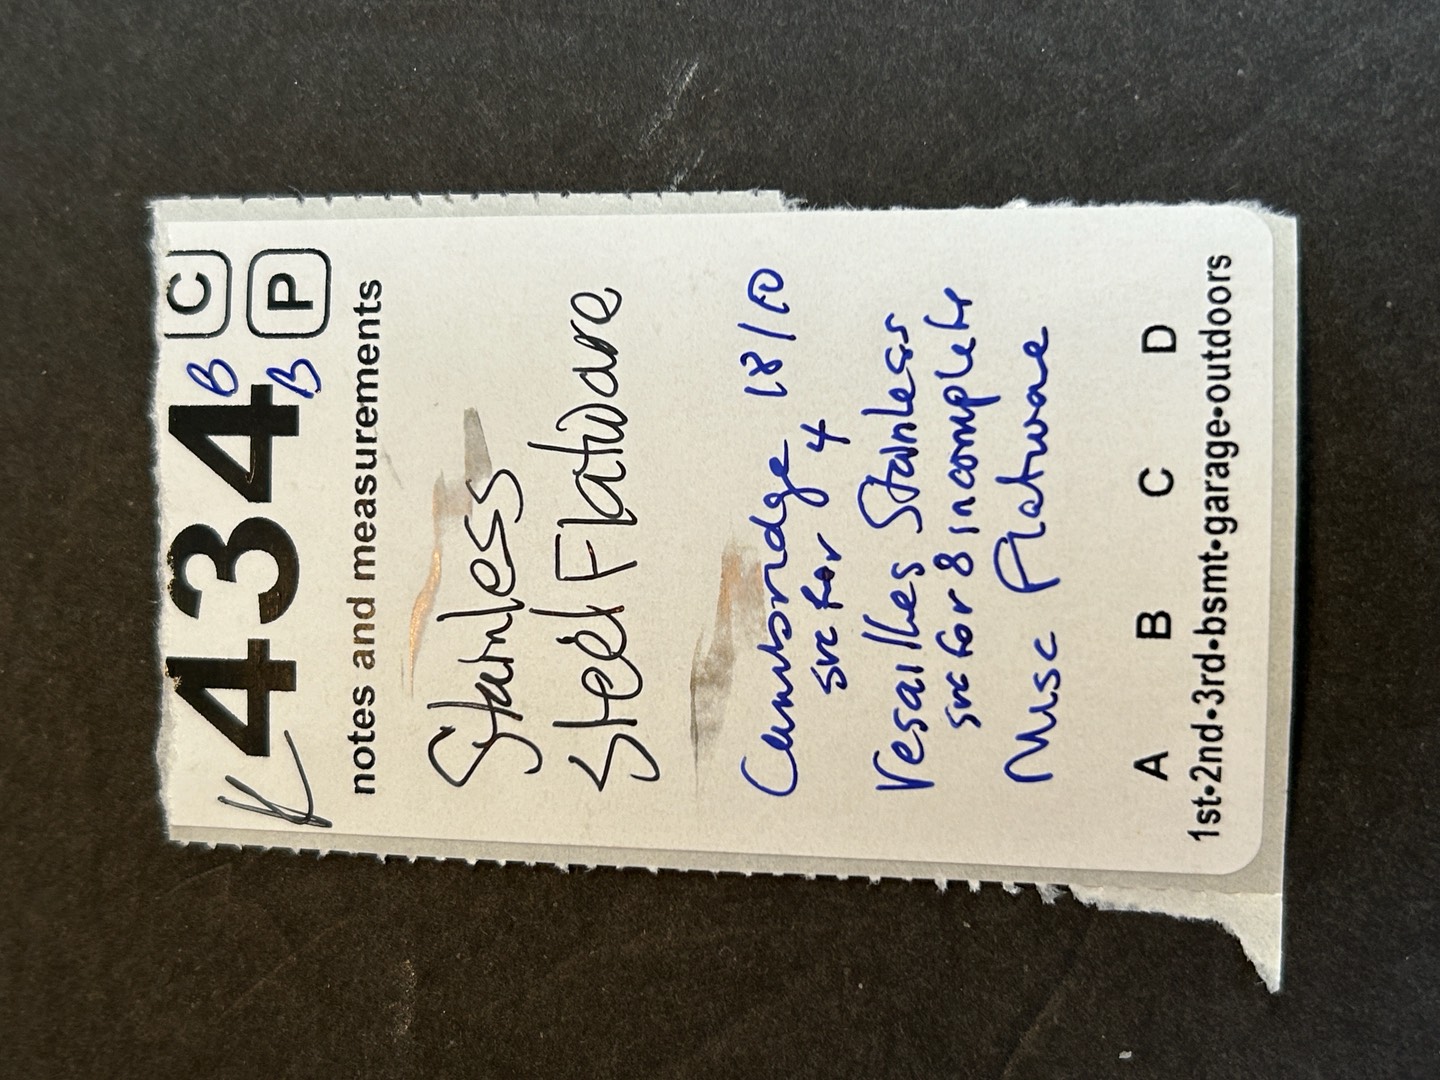 K 434 B C
B P
notes and measurements
Stainless
Steel Flatware
Cambridge 18/10
svc for 4
Vesailles Stainless
svc for 8 incomplete
Misc Flatware
A B C D
1st•2nd•3rd•bsmt•garage•outdoors